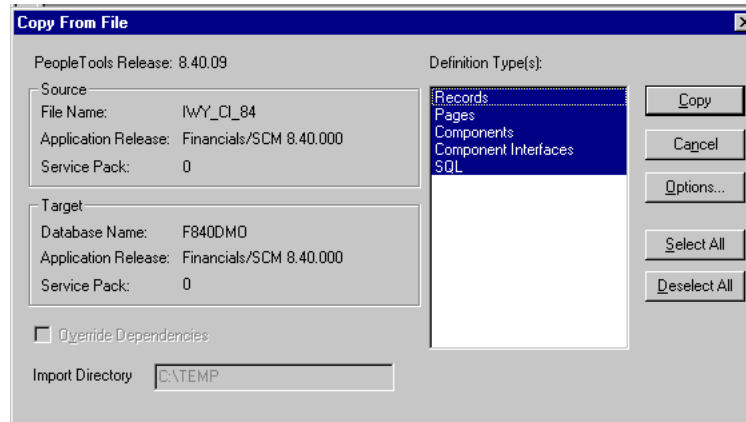 Copy From File
PeopleTools Release: 8.40.09
Source
File Name: IWY_CI_84
Application Release: Financials/SCM 8.40.000
Service Pack: 0
Target
Database Name: F840DMO
Application Release: Financials/SCM 8.40.000
Service Pack: 0
Override Dependencies
Import Directory C:\TEMP
Definition Type(s):
Records
Pages
Components
Component Interfaces
SQL
Copy
Cancel
Options...
Select All
Deselect All